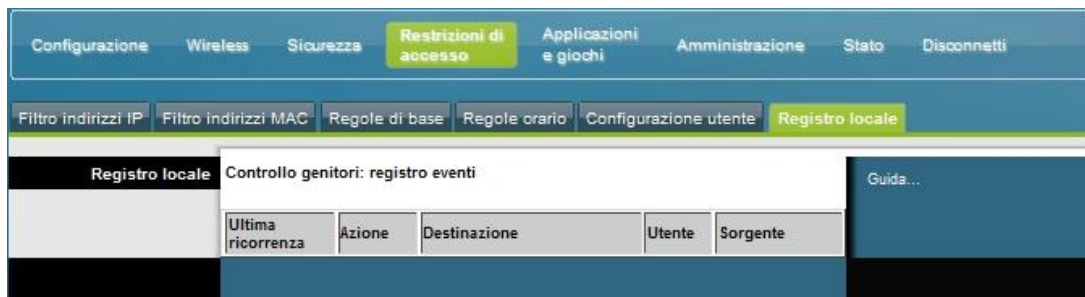 Configurazione Wireless Sicurezza Restrizioni di accesso Applicazioni e giochi Amministrazione Stato Disconnetti
Filtro indirizzi IP Filtro indirizzi MAC Regole di base Regole orario Configurazione utente Registro locale
Registro locale Controllo genitori: registro eventi Guida...
Ultima ricorrenza Azione Destinazione Utente Sorgente